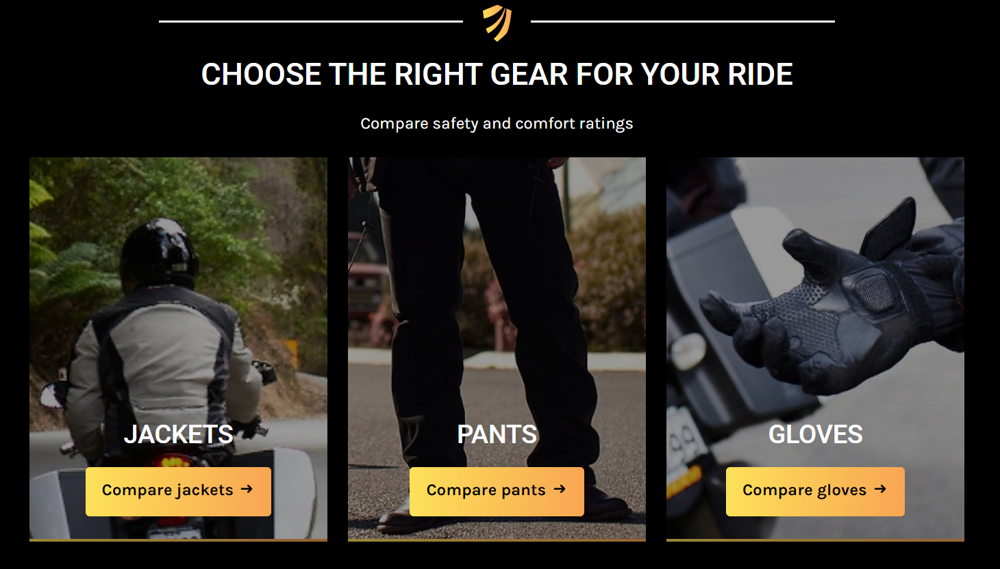 CHOOSE THE RIGHT GEAR FOR YOUR RIDE
Compare safety and comfort ratings
JACKETS
Compare jackets →
PANTS
Compare pants →
GLOVES
Compare gloves →
99